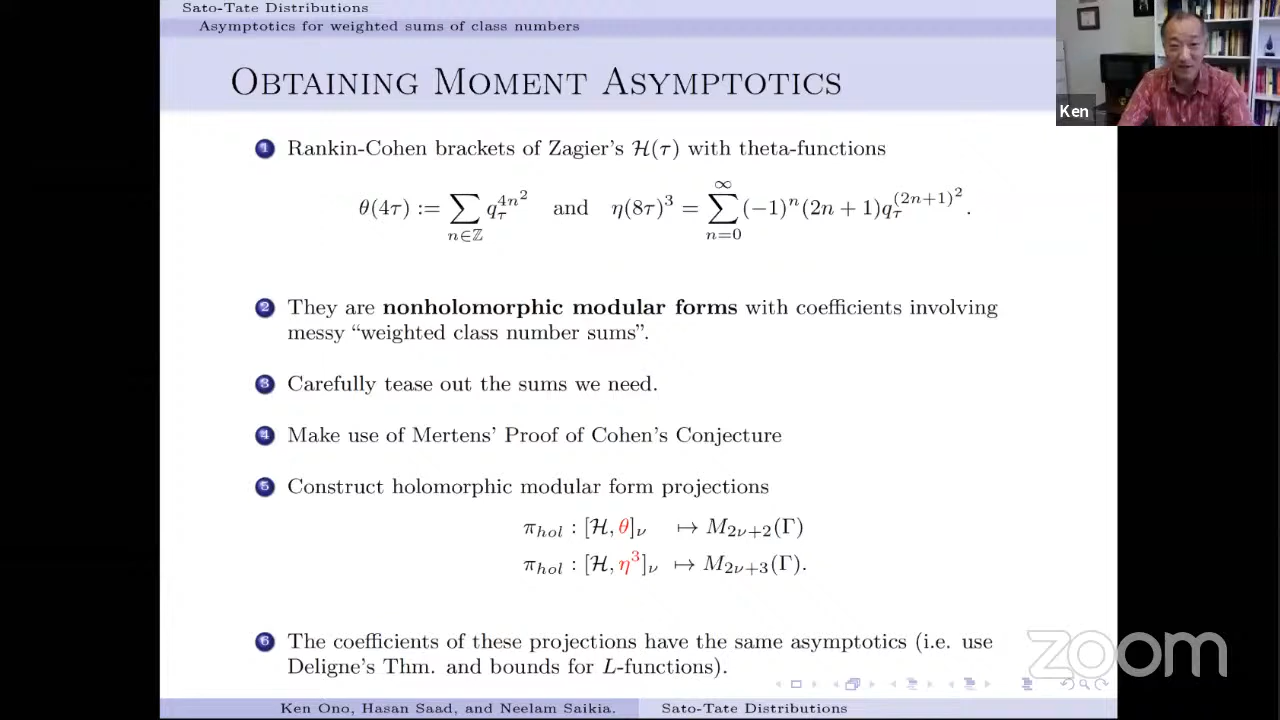 Sato-Tate Distributions
Asymptotics for weighted sums of class numbers
Obtaining Moment Asymptotics
Ken
1 Rankin-Cohen brackets of Zagier's ℋ(τ) with theta-functions
θ(4τ) := ∑_{n∈ℤ} q_τ^{4n^2} and η(8τ)^3 = ∑_{n=0}^{∞} (−1)^n(2n + 1)q_τ^{(2n+1)^2}.
2 They are nonholomorphic modular forms with coefficients involving
messy “weighted class number sums”.
3 Carefully tease out the sums we need.
4 Make use of Mertens' Proof of Cohen's Conjecture
5 Construct holomorphic modular form projections
π_{hol} : [ℋ, θ]_ν ↦ M_{2ν+2}(Γ)
π_{hol} : [ℋ, η^3]_ν ↦ M_{2ν+3}(Γ).
6 The coefficients of these projections have the same asymptotics (i.e. use
Deligne's Thm. and bounds for L-functions).
zoom
Ken Ono, Hasan Saad, and Neelam Saikia. Sato-Tate Distributions